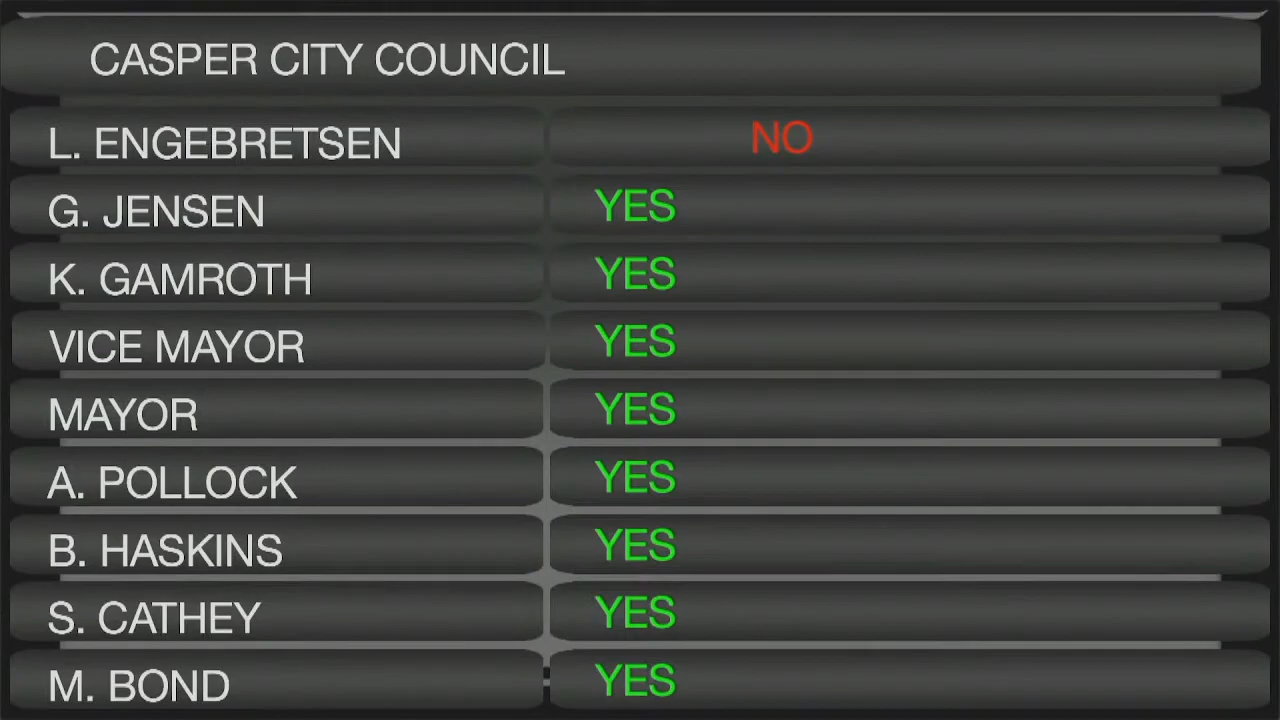 CASPER CITY COUNCIL
L. ENGEBRETSEN NO
G. JENSEN YES
K. GAMROTH YES
VICE MAYOR YES
MAYOR YES
A. POLLOCK YES
B. HASKINS YES
S. CATHEY YES
M. BOND YES